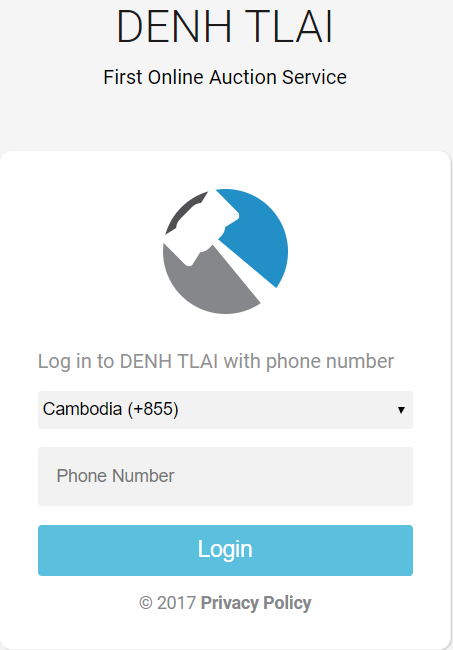 DENH TLAI
First Online Auction Service
Log in to DENH TLAI with phone number
Cambodia (+855)
Phone Number
Login
© 2017 Privacy Policy